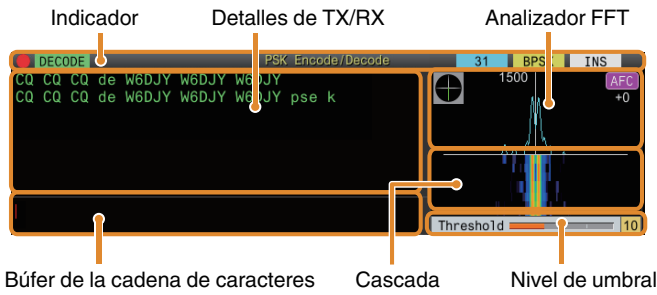 Indicador Detalles de TX/RX Analizador FFT
DECODE PSK Encode/Decode 31 BPSK INS
CQ CQ CQ de W6DJY W6DJY W6DJY
CQ CQ CQ de W6DJY W6DJY W6DJY pse k
1500 AFC
+0
Threshold 10
Búfer de la cadena de caracteres Cascada Nivel de umbral